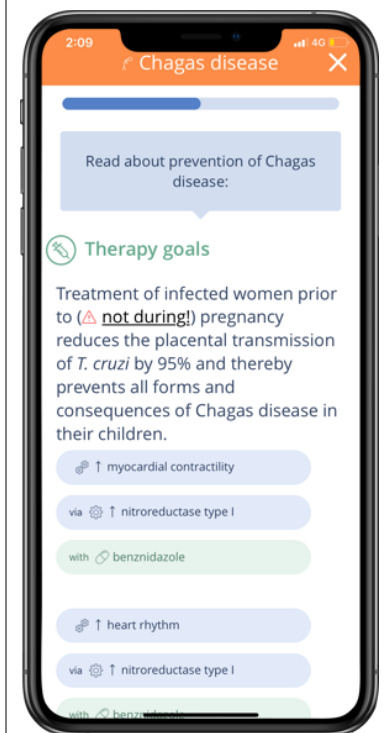 2:09
4G
Chagas disease
Read about prevention of Chagas
disease:
Therapy goals
Treatment of infected women prior
to (⚠ not during!) pregnancy
reduces the placental transmission
of T. cruzi by 95% and thereby
prevents all forms and
consequences of Chagas disease in
their children.
↑ myocardial contractility
via ↑ nitroreductase type I
with benznidazole
↑ heart rhythm
via ↑ nitroreductase type I
with benznidazole